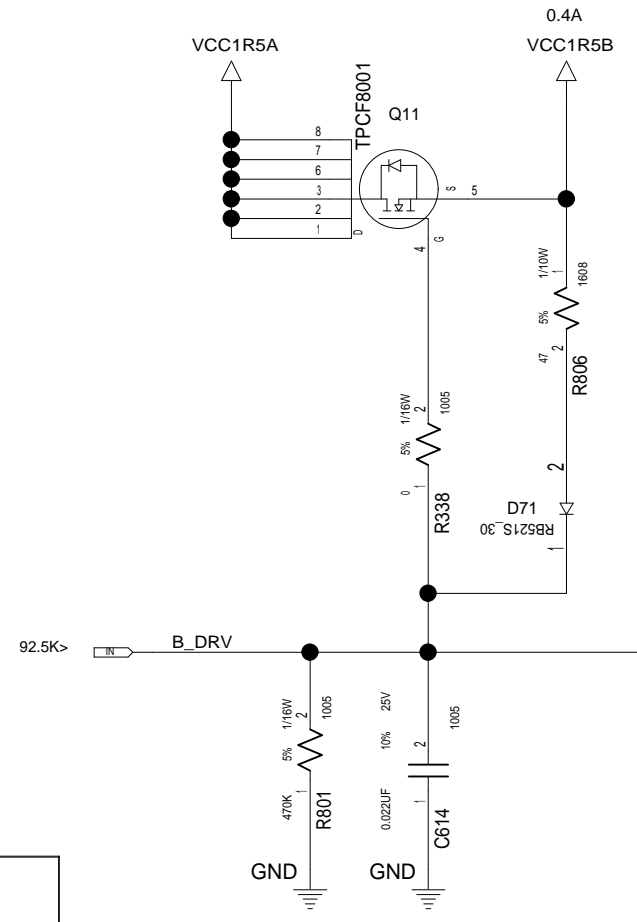 0.4A
VCC1R5A
VCC1R5B
TPCF8001
Q11
8
7
6
3
2
1
D
S
5
4
G
1/10W
1
1608
5%
47
2
R806
1/16W
2
1005
5%
0
1
R338
2
D71
RB521S_30
1
92.5K>
IN
B_DRV
1/16W
2
1005
5%
470K
1
R801
25V
10%
2
1005
0.022UF
1
C614
GND
GND